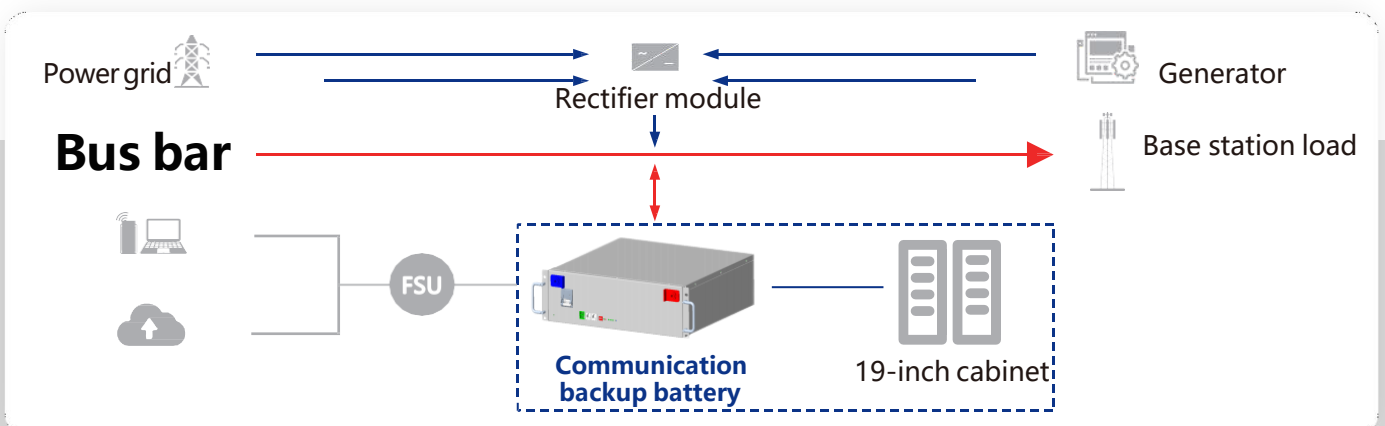 Power grid
Rectifier module
Generator
Bus bar
Base station load
FSU
Communication
backup battery
19-inch cabinet